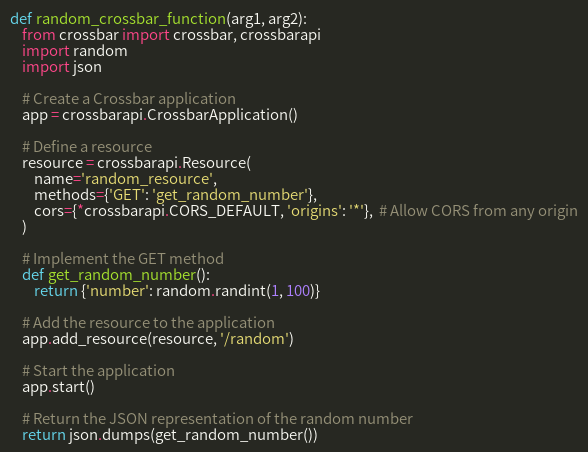 def random_crossbar_function(arg1, arg2):
    from crossbar import crossbar, crossbarapi
    import random
    import json

    # Create a Crossbar application
    app = crossbarapi.CrossbarApplication()

    # Define a resource
    resource = crossbarapi.Resource(
        name='random_resource',
        methods={'GET': 'get_random_number'},
        cors={*crossbarapi.CORS_DEFAULT, 'origins': '*'},  # Allow CORS from any origin
    )

    # Implement the GET method
    def get_random_number():
        return {'number': random.randint(1, 100)}

    # Add the resource to the application
    app.add_resource(resource, '/random')

    # Start the application
    app.start()

    # Return the JSON representation of the random number
    return json.dumps(get_random_number())